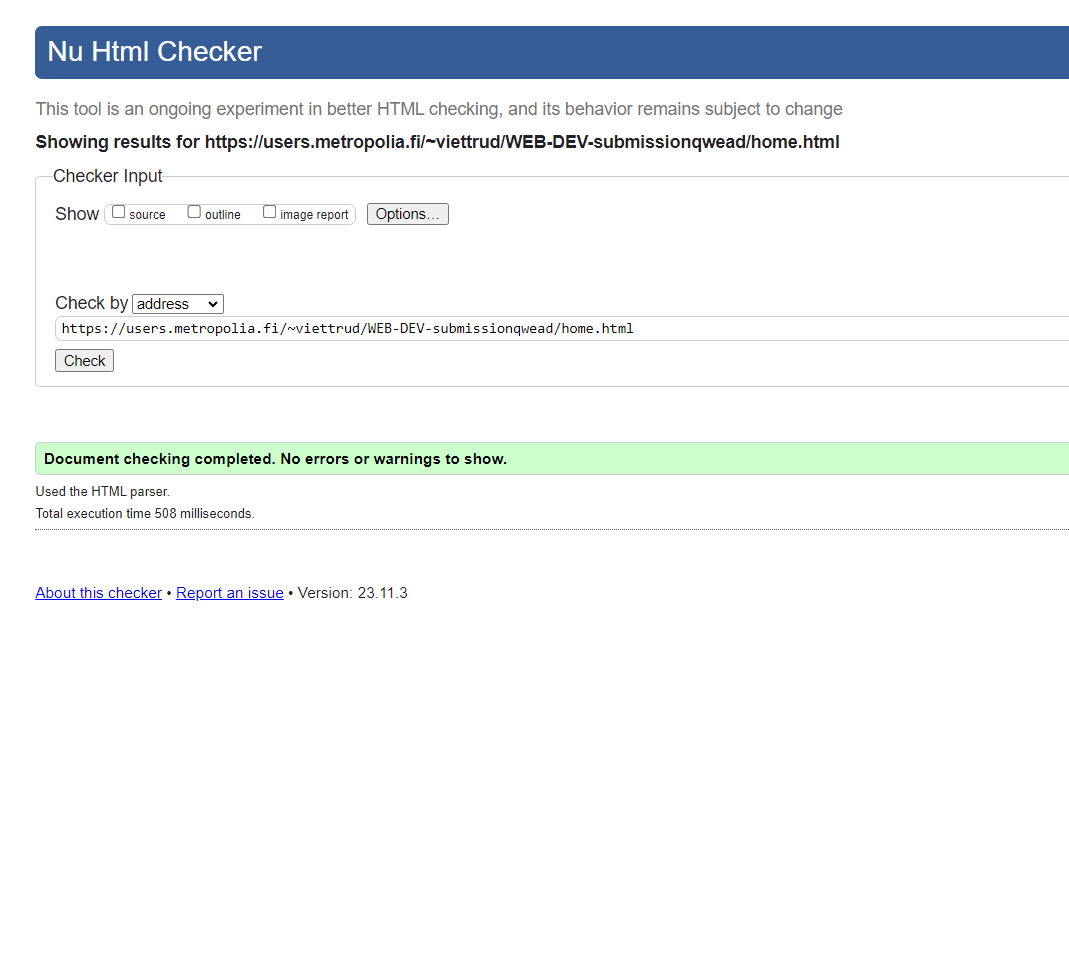 Nu Html Checker
This tool is an ongoing experiment in better HTML checking, and its behavior remains subject to change
Showing results for https://users.metropolia.fi/~viettrud/WEB-DEV-submissionqwead/home.html
Checker Input
Show source outline image report Options...
Check by address
https://users.metropolia.fi/~viettrud/WEB-DEV-submissionqwead/home.html
Check
Document checking completed. No errors or warnings to show.
Used the HTML parser.
Total execution time 508 milliseconds.
About this checker • Report an issue • Version: 23.11.3